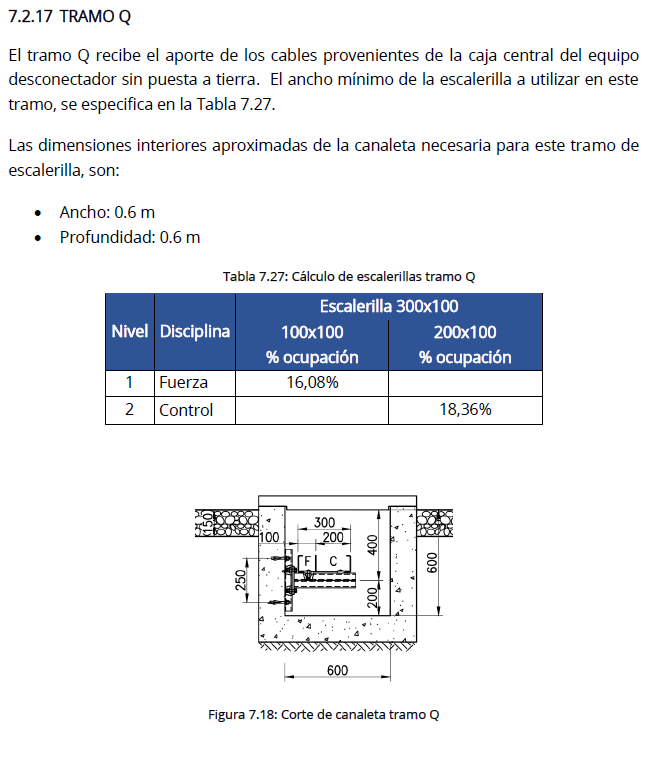 7.2.17 TRAMO Q
El tramo Q recibe el aporte de los cables provenientes de la caja central del equipo
desconectador sin puesta a tierra. El ancho mínimo de la escalerilla a utilizar en este
tramo, se especifica en la Tabla 7.27.
Las dimensiones interiores aproximadas de la canaleta necesaria para este tramo de
escalerilla, son:
• Ancho: 0.6 m
• Profundidad: 0.6 m
Tabla 7.27: Cálculo de escalerillas tramo Q
Escalerilla 300x100
Nivel Disciplina 100x100 200x100
% ocupación % ocupación
1 Fuerza 16,08%
2 Control 18,36%
150
300
100 200
400
F C
250
600
200
600
Figura 7.18: Corte de canaleta tramo Q